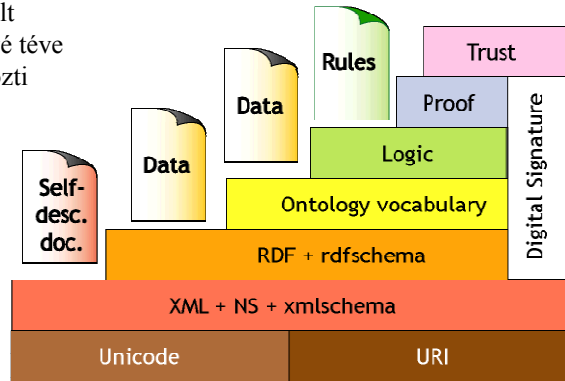 lt
é téve
zti
Rules
Trust
Data
Proof
Data
Logic
Self-
desc.
doc.
Ontology vocabulary
Digital Signature
RDF + rdfschema
XML + NS + xmlschema
Unicode
URI